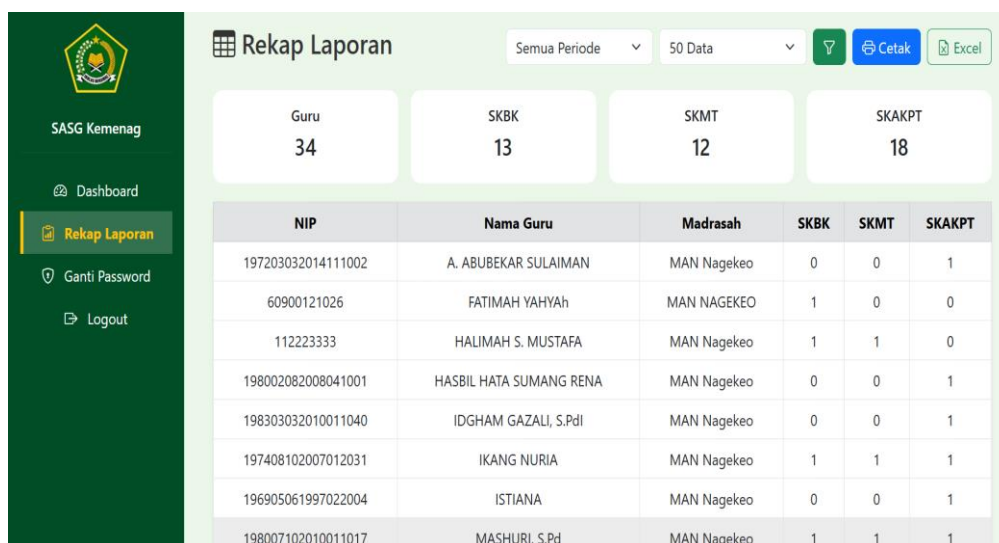 Rekap Laporan
Semua Periode
50 Data
Cetak
Excel
SASG Kemenag
Dashboard
Rekap Laporan
Ganti Password
Logout
Guru SKBK SKMT SKAKPT
34 13 12 18
NIP Nama Guru Madrasah SKBK SKMT SKAKPT
197203032014111002 A. ABUBEKAR SULAIMAN MAN Nagekeo 0 0 1
60900121026 FATIMAH YAHYAh MAN NAGEKEO 1 0 0
112223333 HALIMAH S. MUSTAFA MAN Nagekeo 1 1 0
198002082008041001 HASBIL HATA SUMANG RENA MAN Nagekeo 0 0 1
198303032010011040 IDGHAM GAZALI, S.PdI MAN Nagekeo 0 0 1
197408102007012031 IKANG NURIA MAN Nagekeo 1 1 1
196905061997022004 ISTIANA MAN Nagekeo 0 0 1
198007102010011017 MASHURI, S.Pd MAN Nagekeo 1 1 1